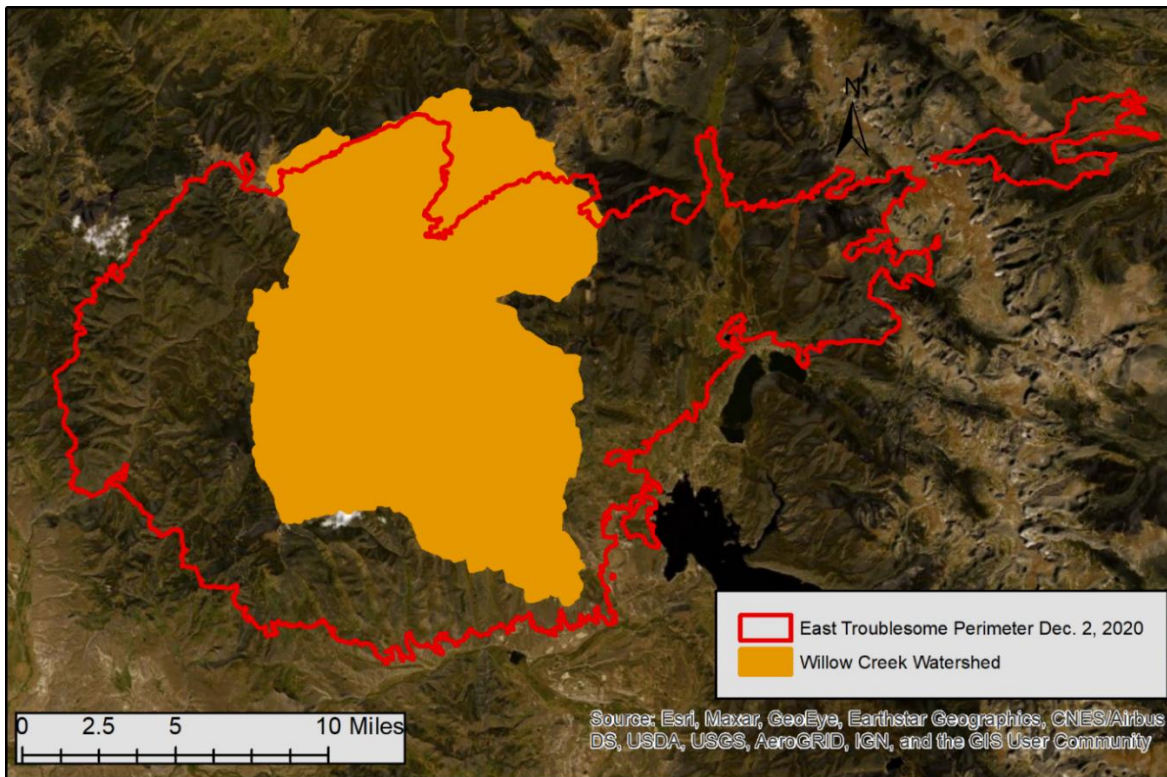 N
East Troublesome Perimeter Dec. 2, 2020
Willow Creek Watershed
0 2.5 5 10 Miles
Source: Esri, Maxar, GeoEye, Earthstar Geographics, CNES/Airbus
DS, USDA, USGS, AeroGRID, IGN, and the GIS User Community